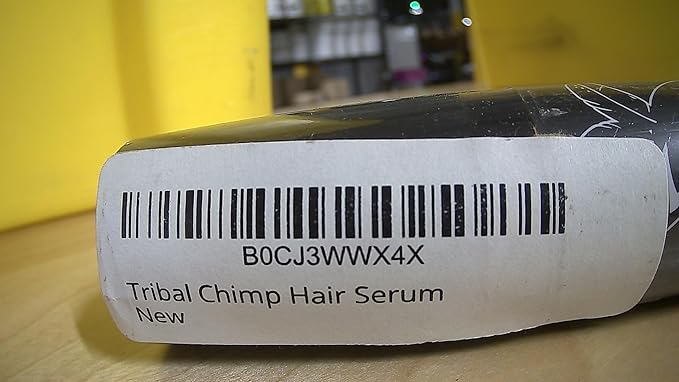 B0CJ3WWX4X
Tribal Chimp Hair Serum
New